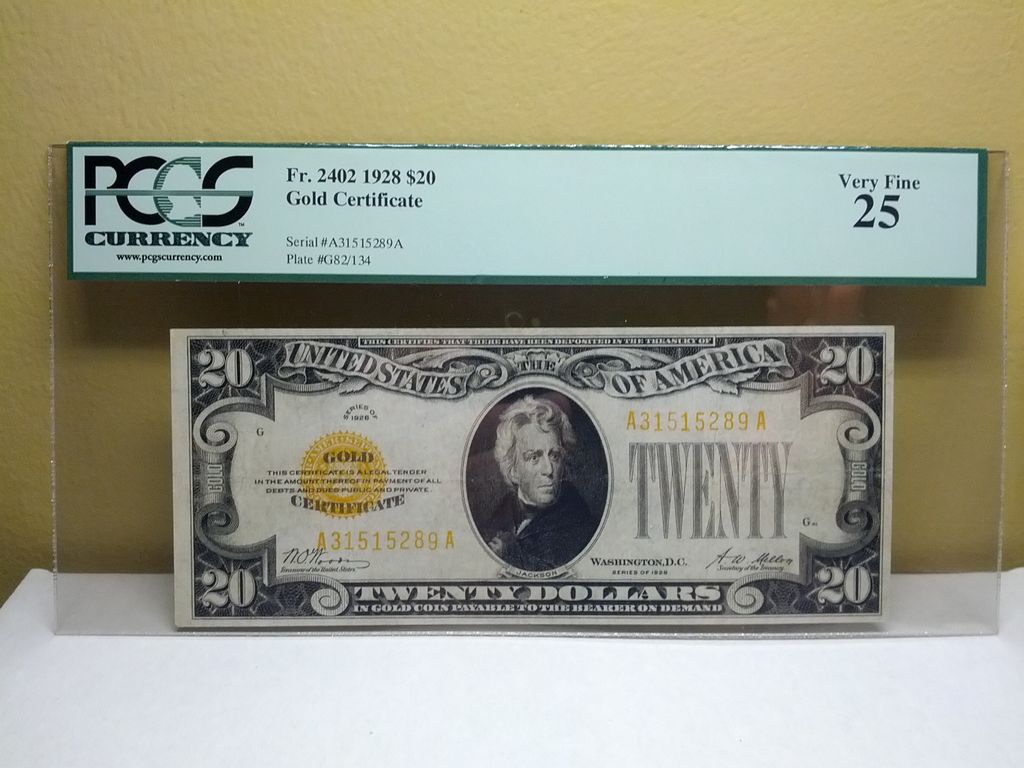 PCGS™
CURRENCY
www.pcgscurrency.com
Fr. 2402 1928 $20
Gold Certificate
Serial #A31515289A
Plate #G82/134
Very Fine
25
THIS CERTIFIES THAT THERE HAVE BEEN DEPOSITED IN THE TREASURY OF
20 UNITED STATES THE OF AMERICA 20
SERIES OF
1928
A31515289A
G
GOLD
THIS CERTIFICATE IS A LEGAL TENDER
IN THE AMOUNT THEREOF IN PAYMENT OF ALL
DEBTS AND DUES PUBLIC AND PRIVATE.
CERTIFICATE
TWENTY
GOLD
GOLD
G
A31515289A
WASHINGTON, D.C.
SERIES OF 1928
Treasurer of the United States
Secretary of the Treasury
JACKSON
20 TWENTY DOLLARS 20
IN GOLD COIN PAYABLE TO THE BEARER ON DEMAND